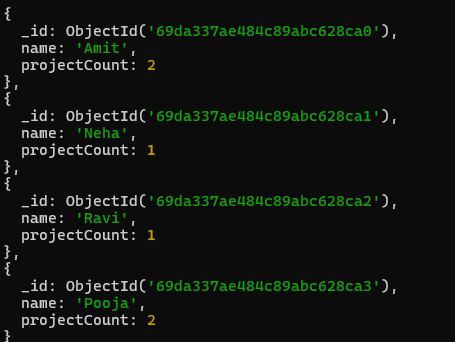 {
  _id: ObjectId('69da337ae484c89abc628ca0'),
  name: 'Amit',
  projectCount: 2
},
{
  _id: ObjectId('69da337ae484c89abc628ca1'),
  name: 'Neha',
  projectCount: 1
},
{
  _id: ObjectId('69da337ae484c89abc628ca2'),
  name: 'Ravi',
  projectCount: 1
},
{
  _id: ObjectId('69da337ae484c89abc628ca3'),
  name: 'Pooja',
  projectCount: 2
}